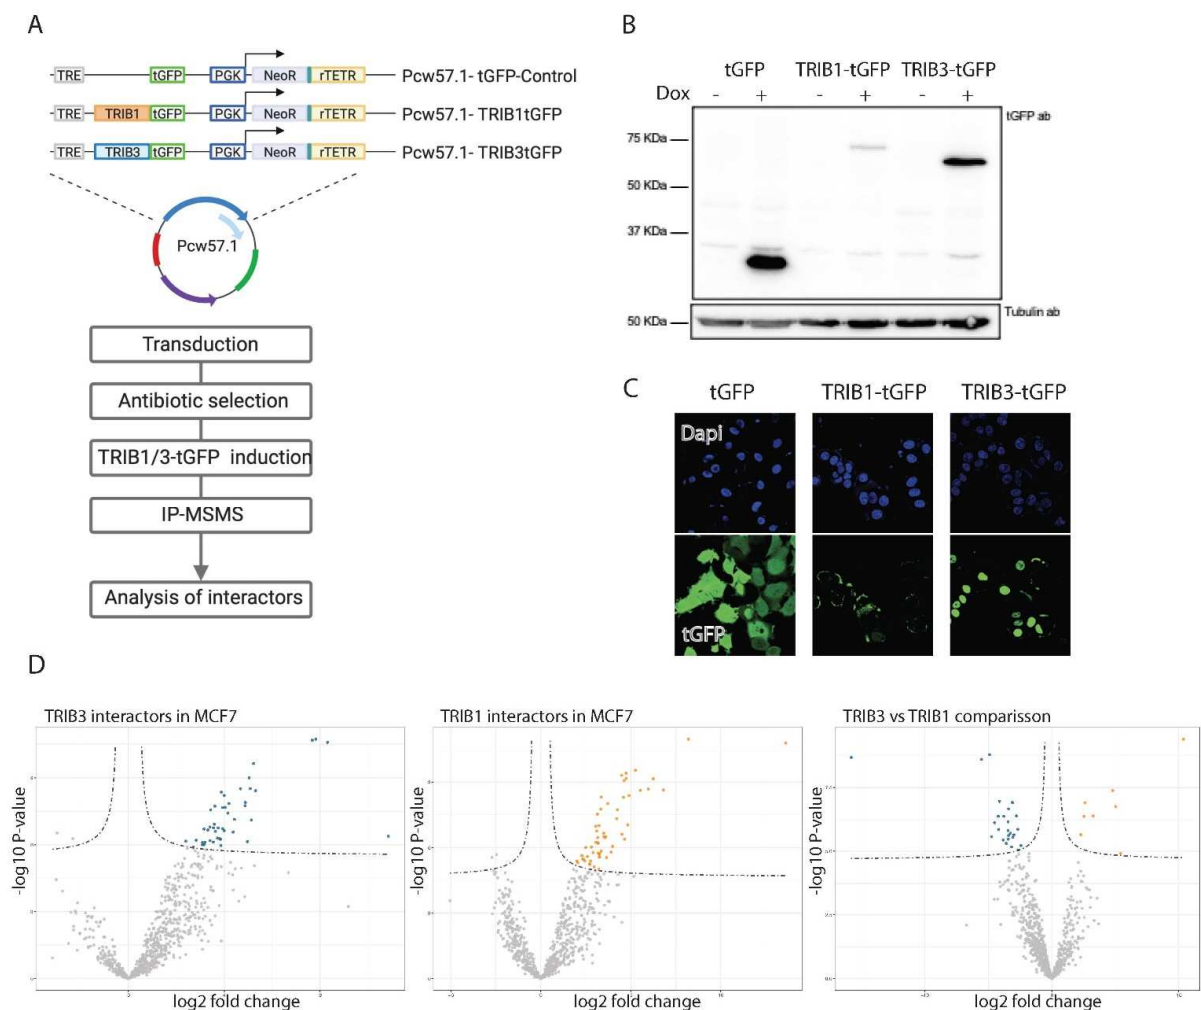 A
TRE tGFP PGK NeoR rTETR Pcw57.1- tGFP-Control
TRE TRIB1 tGFP PGK NeoR rTETR Pcw57.1- TRIB1tGFP
TRE TRIB3 tGFP PGK NeoR rTETR Pcw57.1- TRIB3tGFP
Pcw57.1
Transduction
Antibiotic selection
TRIB1/3-tGFP induction
IP-MSMS
Analysis of interactors
B
tGFP TRIB1-tGFP TRIB3-tGFP
Dox - + - + - +
tGFP ab
75 KDa
50 KDa
37 KDa
Tubulin ab
50 KDa
C
tGFP TRIB1-tGFP TRIB3-tGFP
Dapi
tGFP
D
TRIB3 interactors in MCF7
-log10 P-value
log2 fold change
TRIB1 interactors in MCF7
-log10 P-value
log2 fold change
TRIB3 vs TRIB1 comparisson
-log10 P-value
log2 fold change